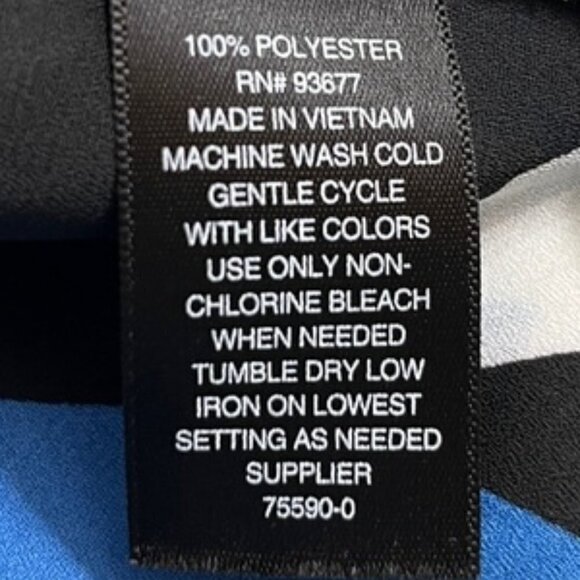 100% POLYESTER
RN# 93677
MADE IN VIETNAM
MACHINE WASH COLD
GENTLE CYCLE
WITH LIKE COLORS
USE ONLY NON-
CHLORINE BLEACH
WHEN NEEDED
TUMBLE DRY LOW
IRON ON LOWEST
SETTING AS NEEDED
SUPPLIER
75590-0